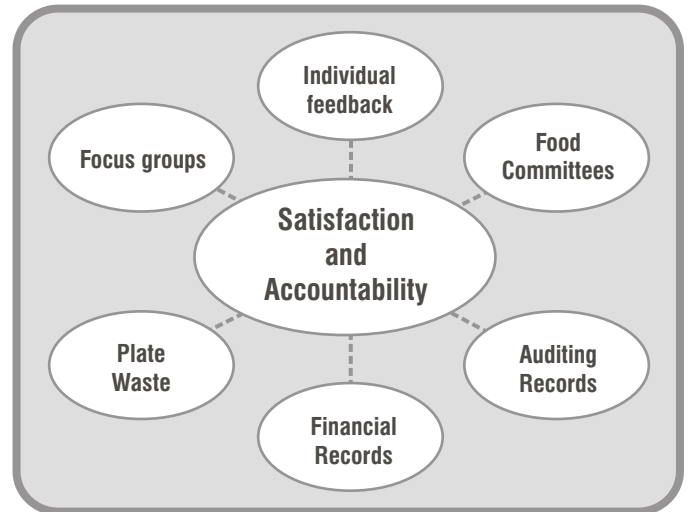 Individual
feedback
Focus groups
Food
Committees
Satisfaction
and
Accountability
Plate
Waste
Auditing
Records
Financial
Records